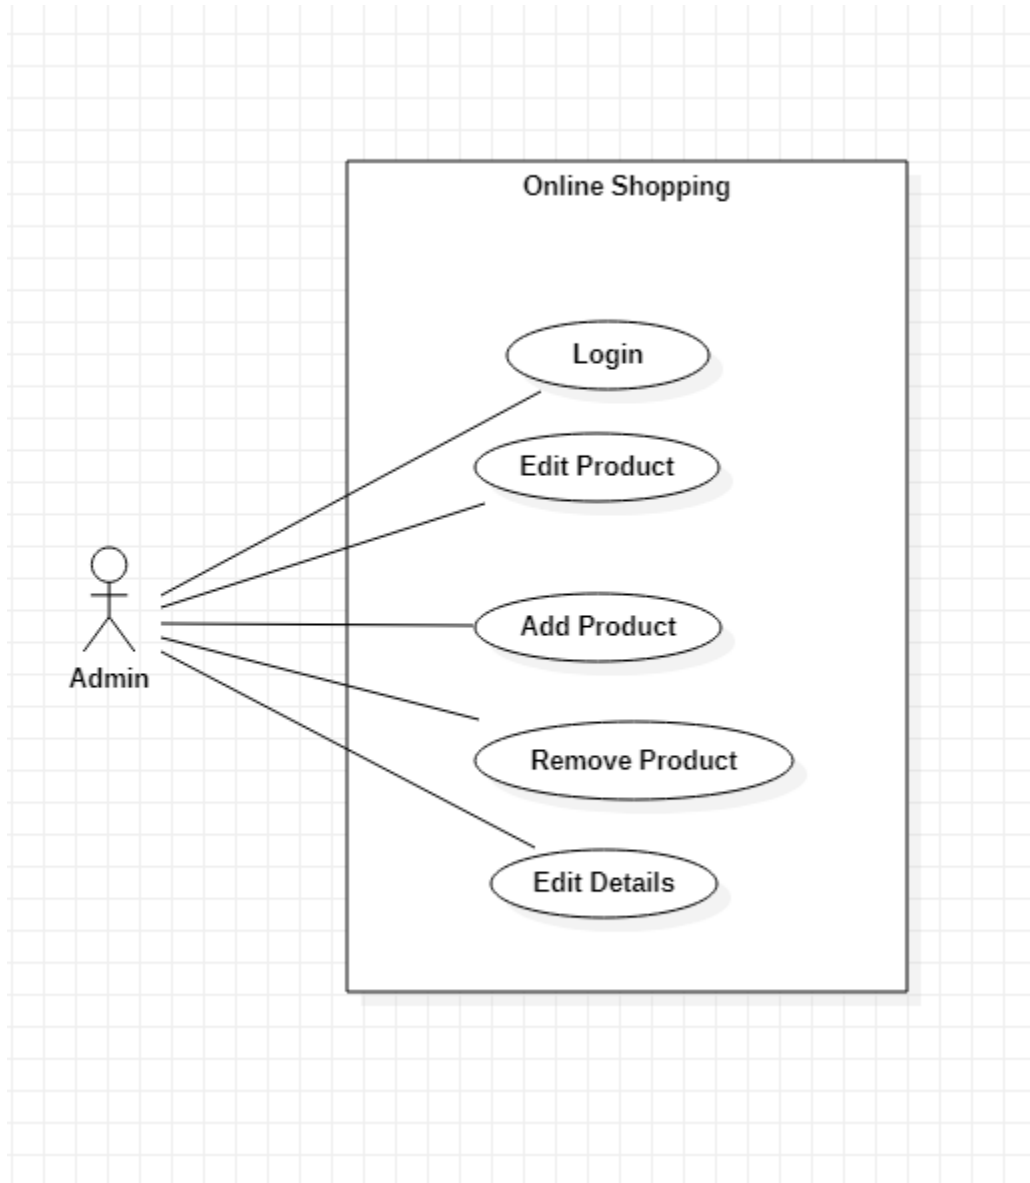 Online Shopping
Login
Edit Product
Add Product
Admin
Remove Product
Edit Details